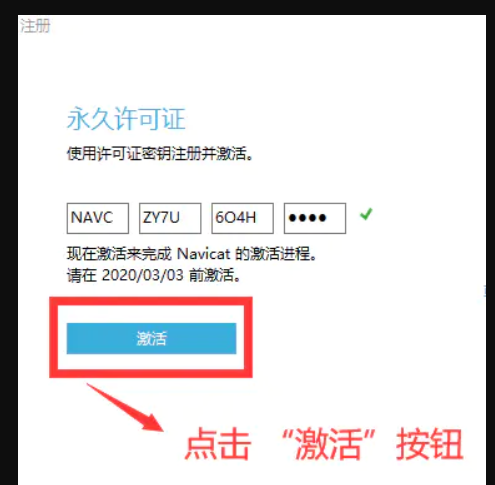 注册
永久许可证
使用许可证密钥注册并激活。
NAVC ZY7U 6O4H ●●●●
现在激活来完成 Navicat 的激活进程。
请在 2020/03/03 前激活。
激活
点击 “激活”按钮